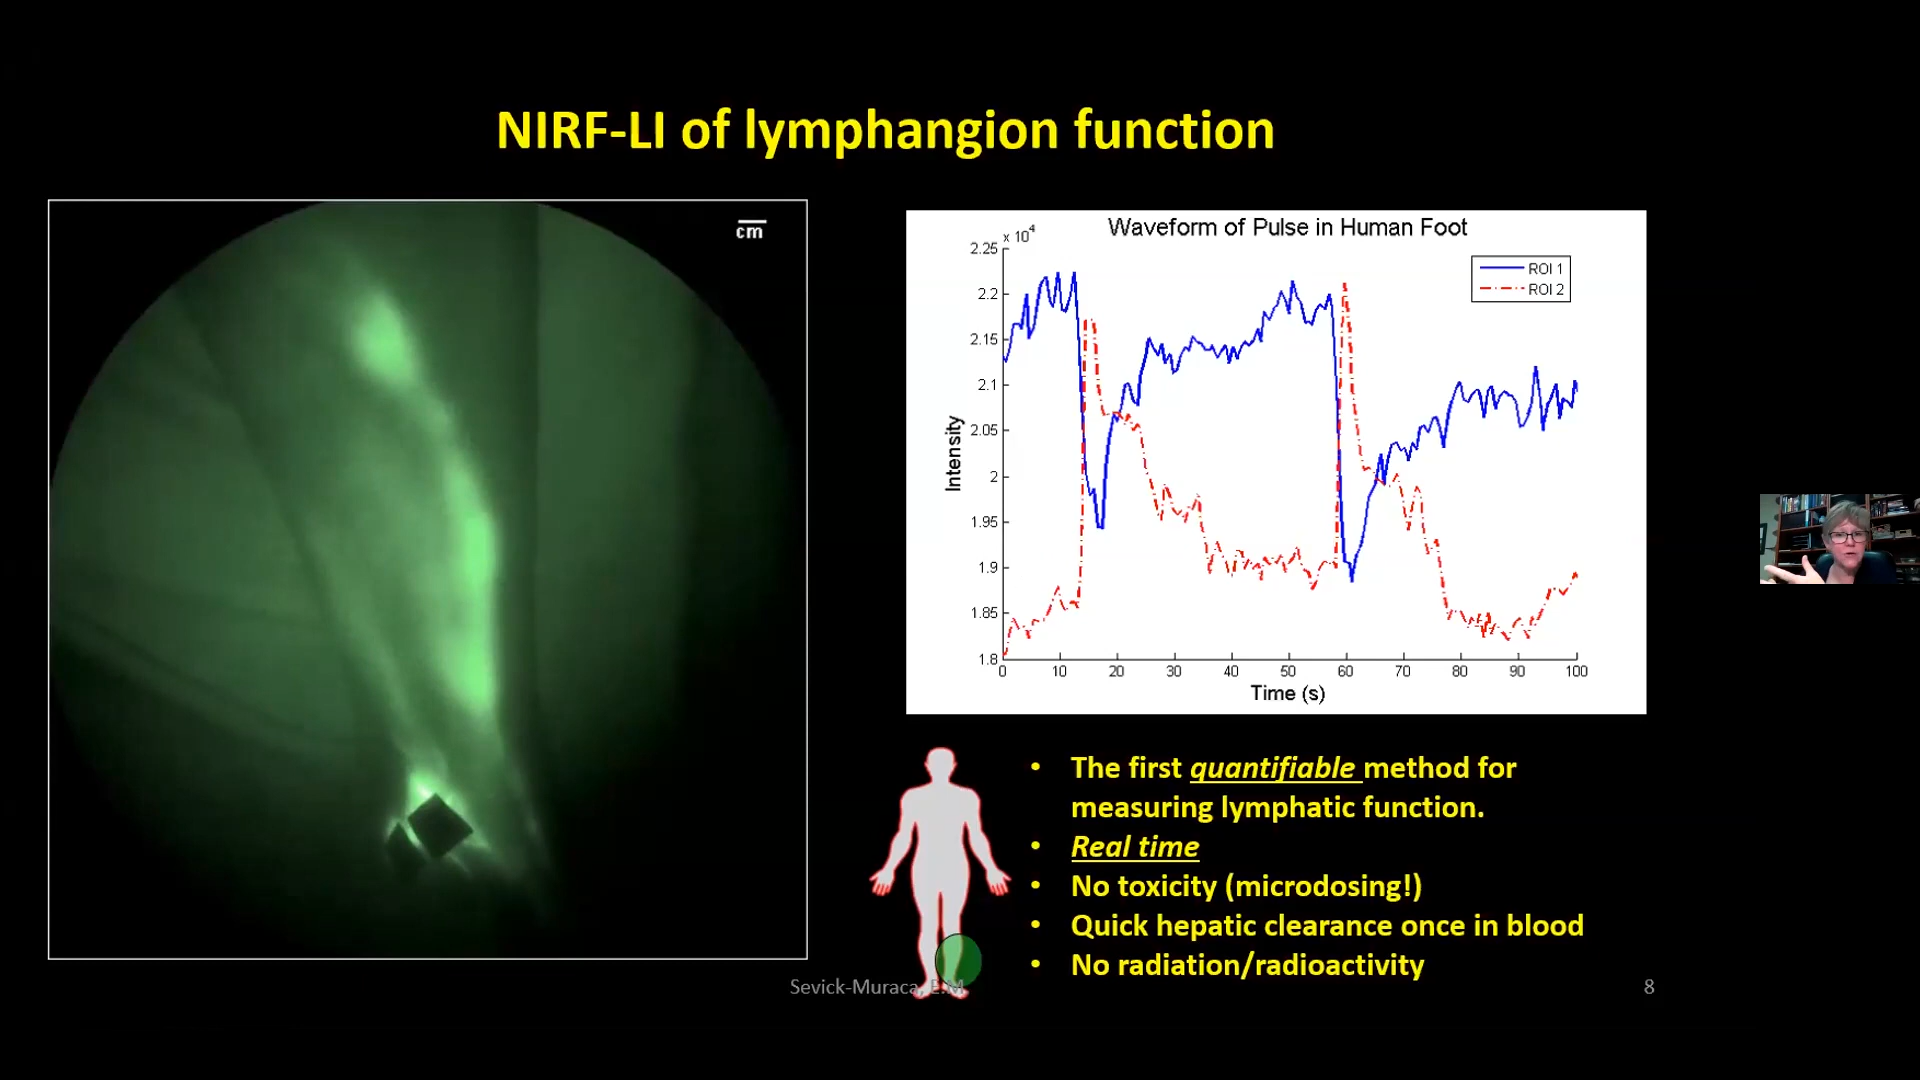 NIRF-LI of lymphangion function
cm
Waveform of Pulse in Human Foot
x 10⁴
2.25
2.2
2.15
2.1
2.05
2
1.95
1.9
1.85
1.8
Intensity
ROI 1
ROI 2
0 10 20 30 40 50 60 70 80 90 100
Time (s)
• The first quantifiable method for
measuring lymphatic function.
• Real time
• No toxicity (microdosing!)
• Quick hepatic clearance once in blood
• No radiation/radioactivity
Sevick-Muraca, E.M
8